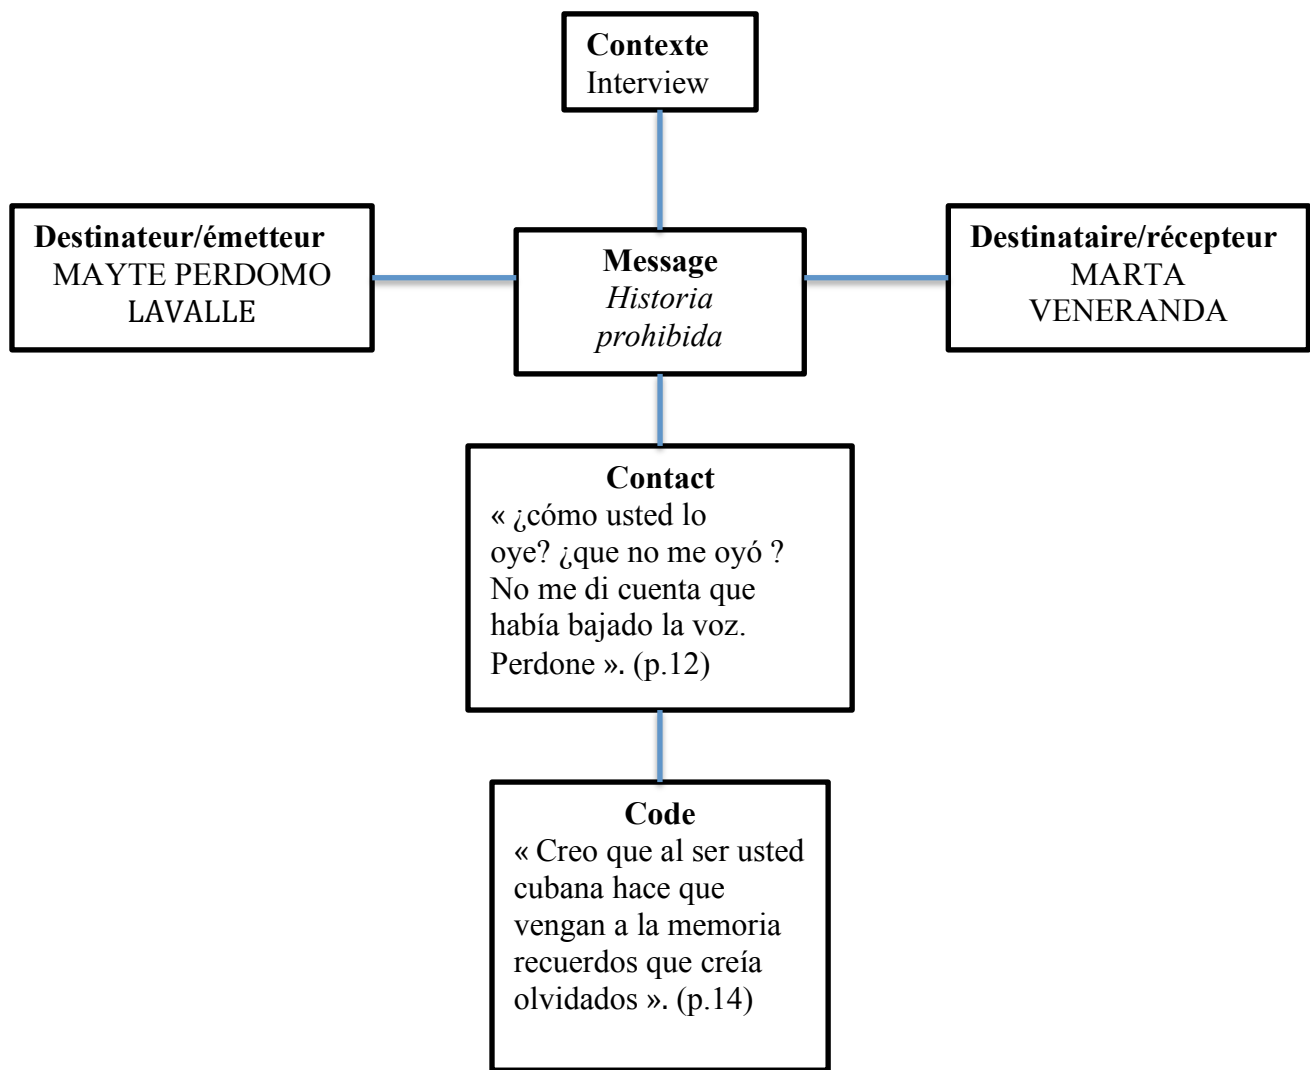 Contexte
Interview
Destinateur/émetteur
MAYTE PERDOMO
LAVALLE
Message
Historia
prohibida
Destinataire/récepteur
MARTA
VENERANDA
Contact
« ¿cómo usted lo
oye? ¿que no me oyó ?
No me di cuenta que
había bajado la voz.
Perdone ». (p.12)
Code
« Creo que al ser usted
cubana hace que
vengan a la memoria
recuerdos que creía
olvidados ». (p.14)